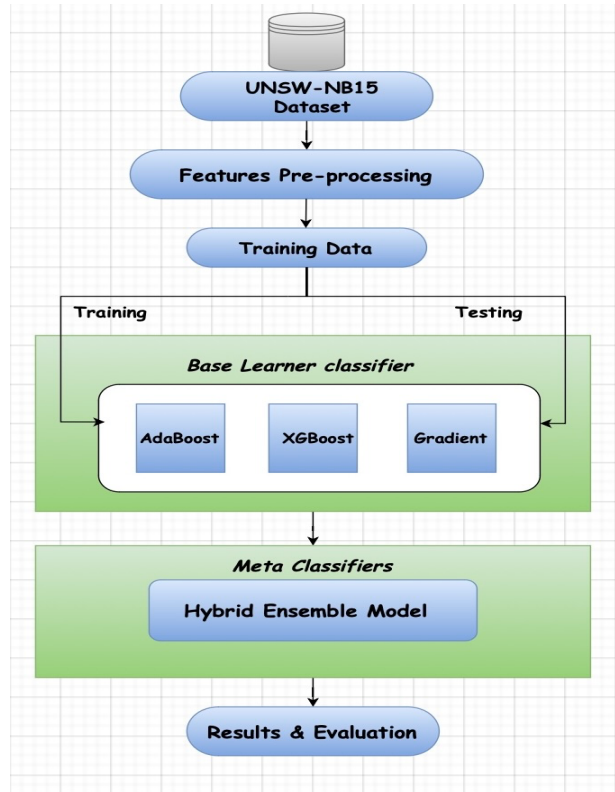 UNSW-NB15
Dataset
Features Pre-processing
Training Data
Training
Testing
Base Learner classifier
AdaBoost
XGBoost
Gradient
Meta Classifiers
Hybrid Ensemble Model
Results & Evaluation